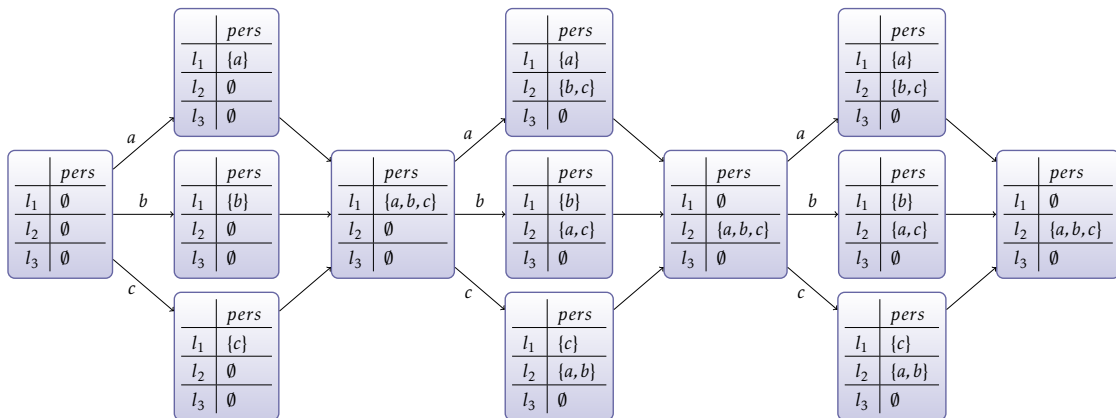 pers
l1 {a}
l2 ∅
l3 ∅
pers
l1 {a}
l2 {b, c}
l3 ∅
pers
l1 {a}
l2 {b, c}
l3 ∅
a
a
a
pers
l1 ∅
l2 ∅
l3 ∅
b
pers
l1 {b}
l2 ∅
l3 ∅
pers
l1 {a, b, c}
l2 ∅
l3 ∅
b
pers
l1 {b}
l2 {a, c}
l3 ∅
pers
l1 ∅
l2 {a, b, c}
l3 ∅
b
pers
l1 {b}
l2 {a, c}
l3 ∅
pers
l1 ∅
l2 {a, b, c}
l3 ∅
c
c
c
pers
l1 {c}
l2 ∅
l3 ∅
pers
l1 {c}
l2 {a, b}
l3 ∅
pers
l1 {c}
l2 {a, b}
l3 ∅